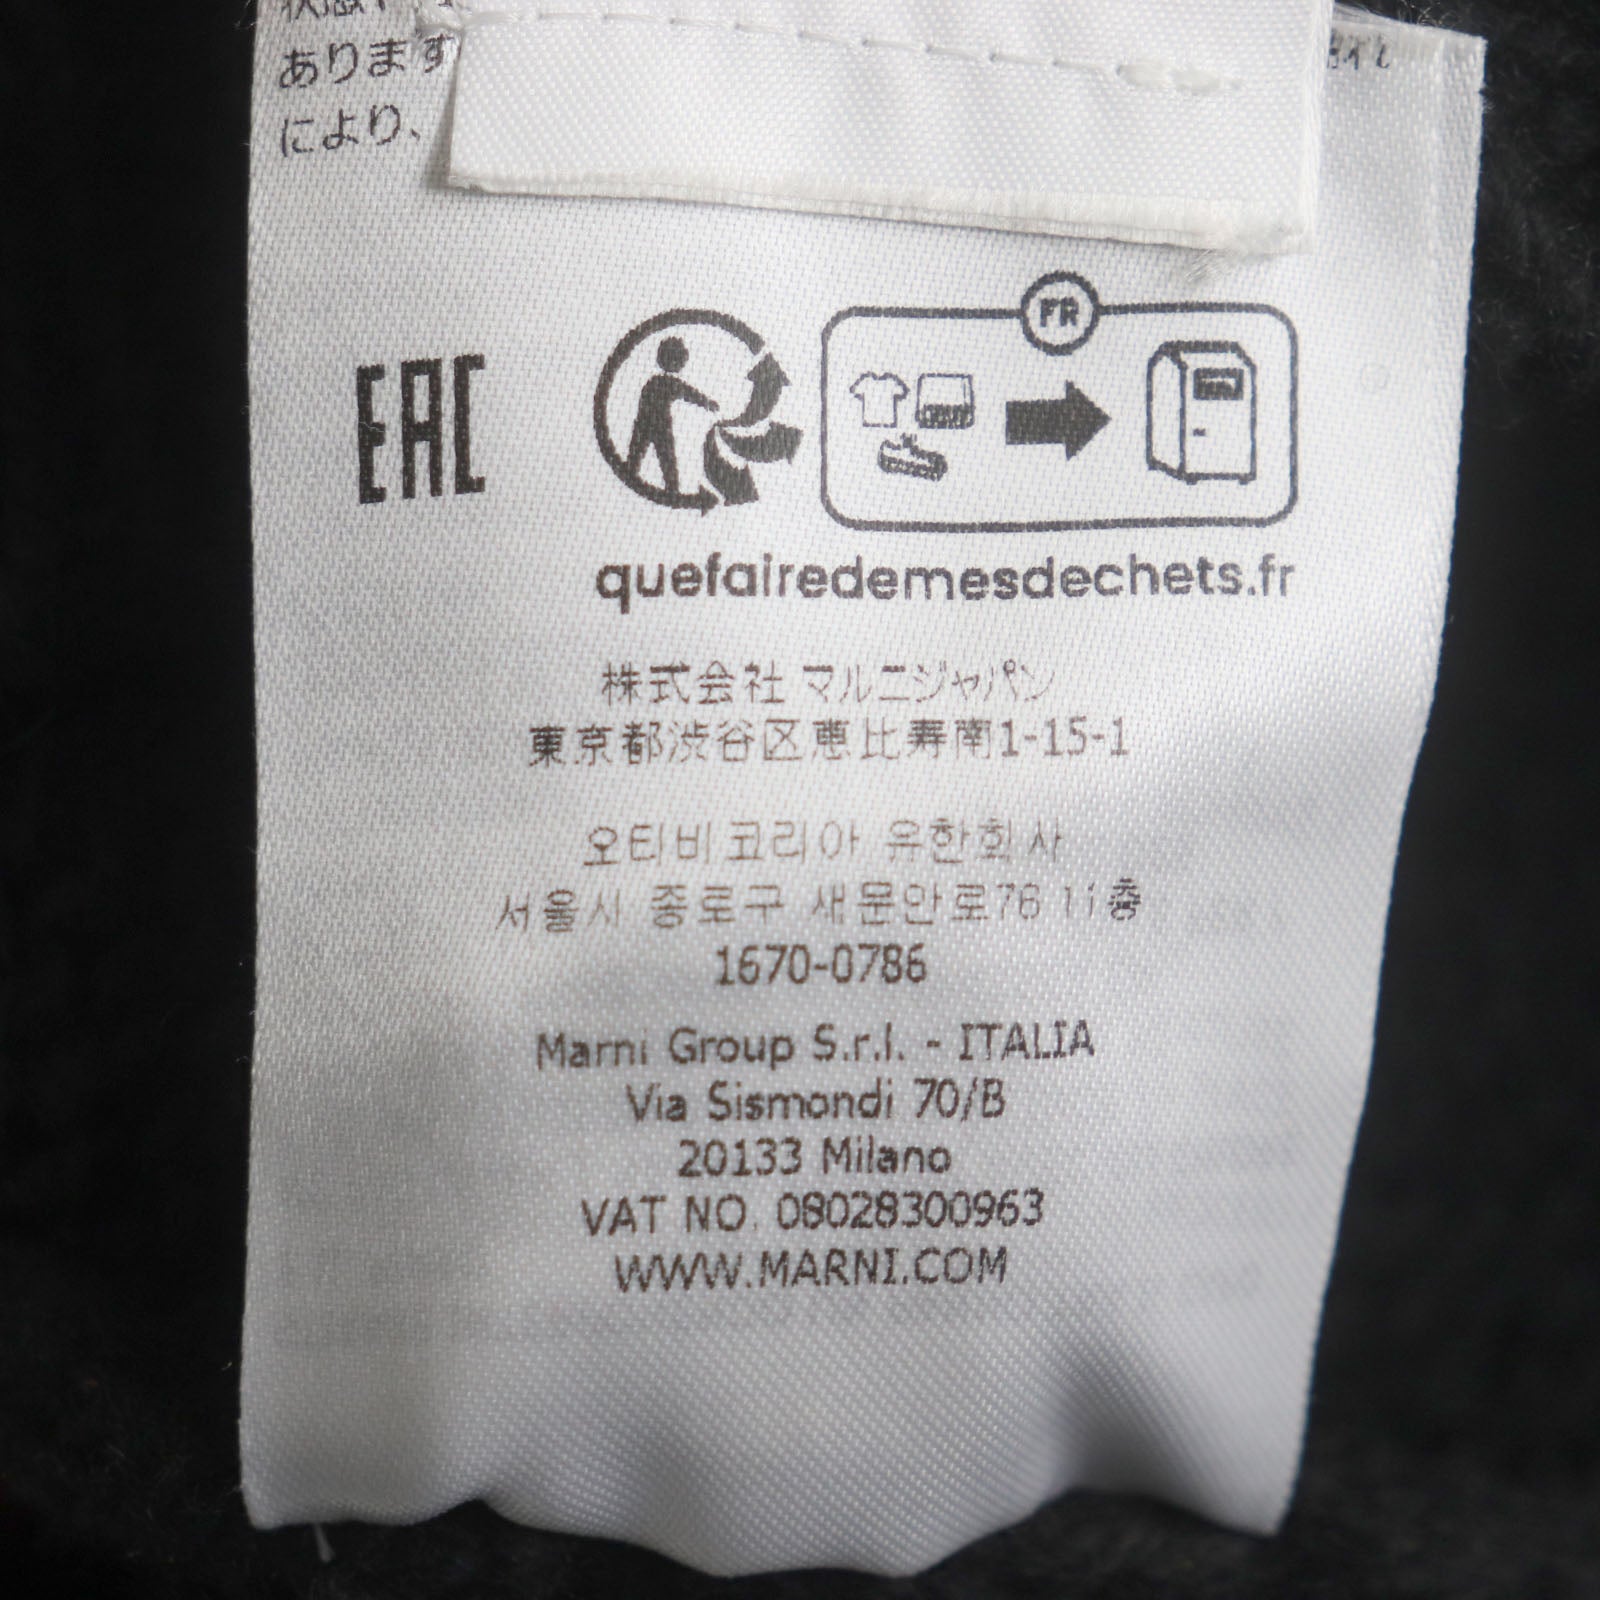 あります
により、
EAC
FR
quefairedemesdechets.fr
株式会社 マルニジャパン
東京都渋谷区恵比寿南1-15-1
오티비코리아 유한회사
서울시 종로구 새문안로76 11층
1670-0786
Marni Group S.r.l. - ITALIA
Via Sismondi 70/B
20133 Milano
VAT NO. 08028300963
WWW.MARNI.COM